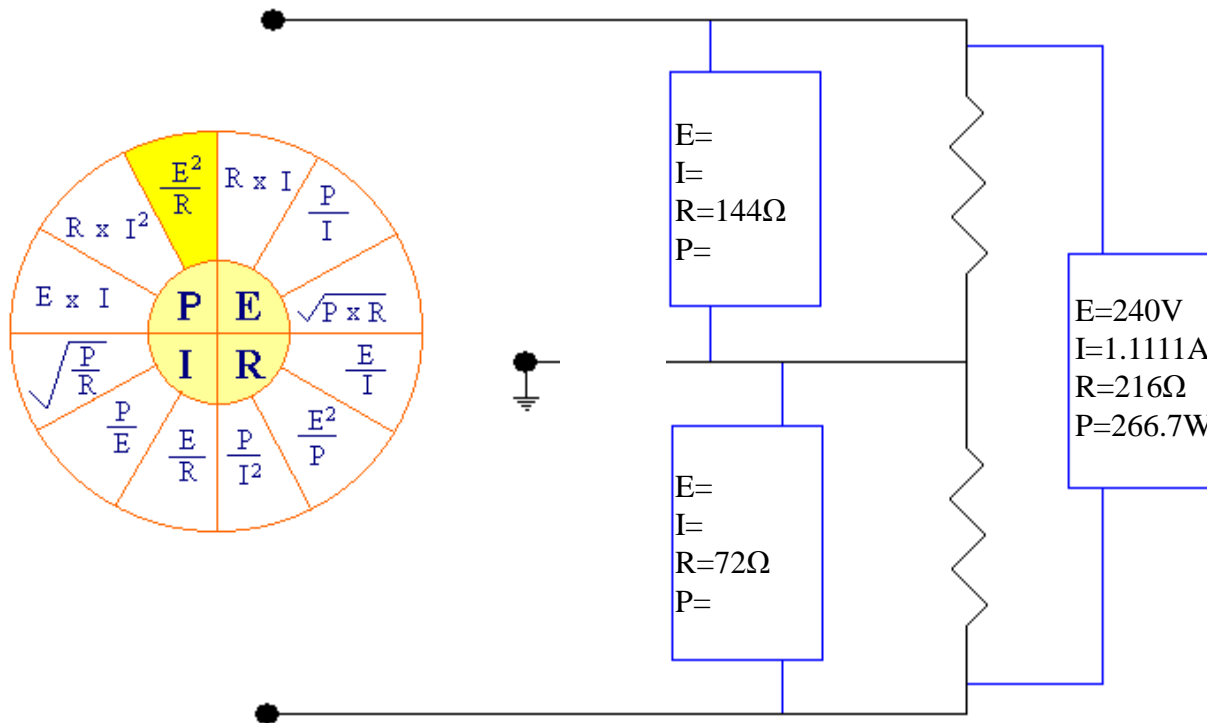 E²/R
R x I
P/I
R x I²
E x I
√(P x R)
P E
I R
√(P/R)
E/I
P/E
E/R
P/I²
E²/P
E=
I=
R=144Ω
P=
E=
I=
R=72Ω
P=
E=240V
I=1.1111A
R=216Ω
P=266.7W